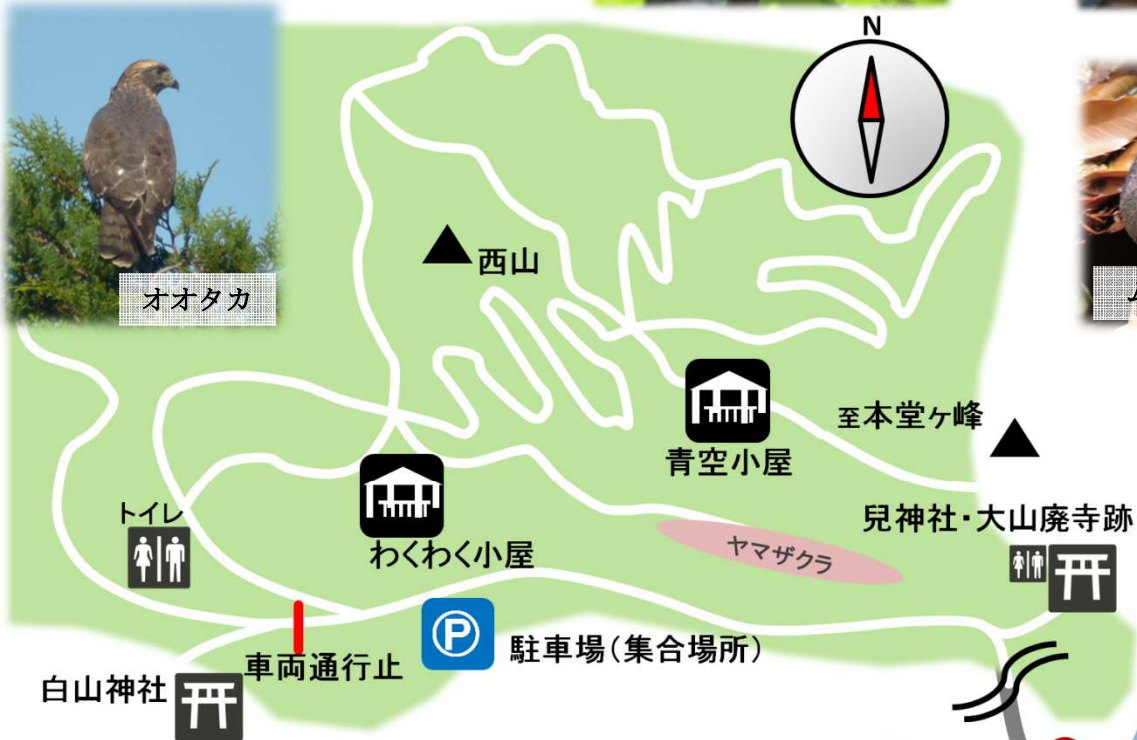 N
オオタカ
西山
至本堂ヶ峰
青空小屋
兒神社・大山廃寺跡
トイレ
わくわく小屋
ヤマザクラ
P
駐車場(集合場所)
車両通行止
白山神社